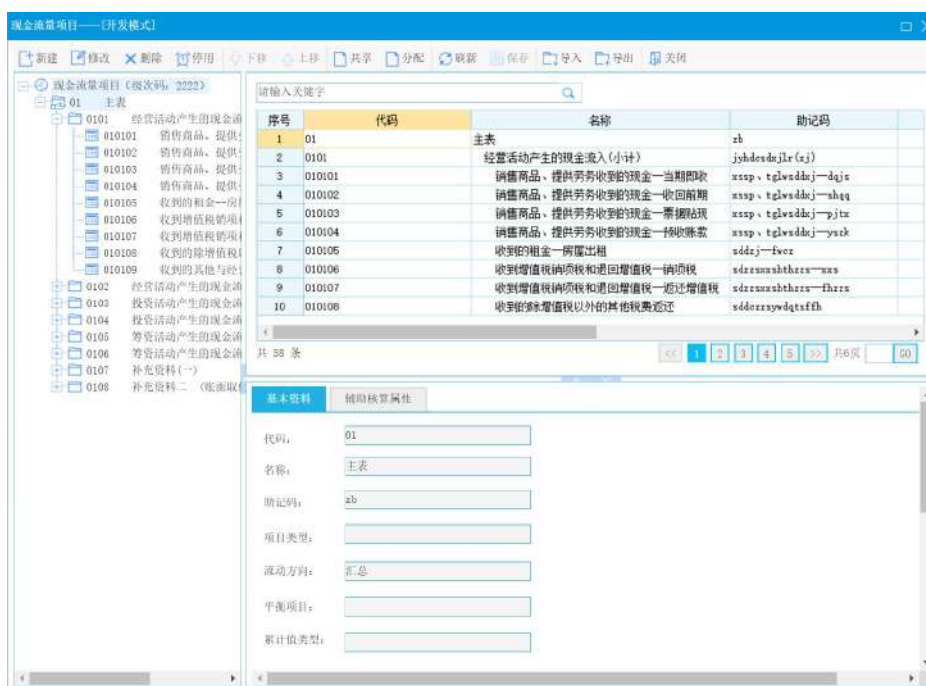 现金流量项目——[开发模式]
新建 修改 删除 停用 下移 上移 共享 分配 刷新 保存 导入 导出 关闭
现金流量项目(级次码: 2222)
01 主表
0101 经营活动产生的现金流
010101 销售商品、提供
010102 销售商品、提供
010103 销售商品、提供
010104 销售商品、提供
010105 收到的租金--房
010106 收到增值税销项
010107 收到增值税销项
010108 收到的除增值税
010109 收到的其他与经
0102 经营活动产生的现金流
0103 投资活动产生的现金流
0104 投资活动产生的现金流
0105 筹资活动产生的现金流
0106 筹资活动产生的现金流
0107 补充资料(一)
0108 补充资料二 (账面取
请输入关键字
序号 代码 名称 助记码
1 01 主表 zb
2 0101 经营活动产生的现金流入(小计) jyhdcsdxjlr(xj)
3 010101 销售商品、提供劳务收到的现金—当期即收 xssp、tglwsddxj—dqjs
4 010102 销售商品、提供劳务收到的现金—收回前期 xssp、tglwsddxj—shqq
5 010103 销售商品、提供劳务收到的现金—票据贴现 xssp、tglwsddxj—pjtx
6 010104 销售商品、提供劳务收到的现金—预收账款 xssp、tglwsddxj—yszk
7 010105 收到的租金—房屋出租 sddzj—fwcz
8 010106 收到增值税销项税和退回增值税—销项税 sdzzsxxshthzzs—xxs
9 010107 收到增值税销项税和退回增值税—返还增值税 sdzzsxxshthzzs—fhzzs
10 010108 收到的除增值税以外的其他税费返还 sddczzsywdqtsffh
共 58 条
<< 1 2 3 4 5 >> 共6页 GO
基本资料 辅助核算属性
代码: 01
名称: 主表
助记码: zb
项目类型:
流动方向: 汇总
平衡项目:
累计值类型: